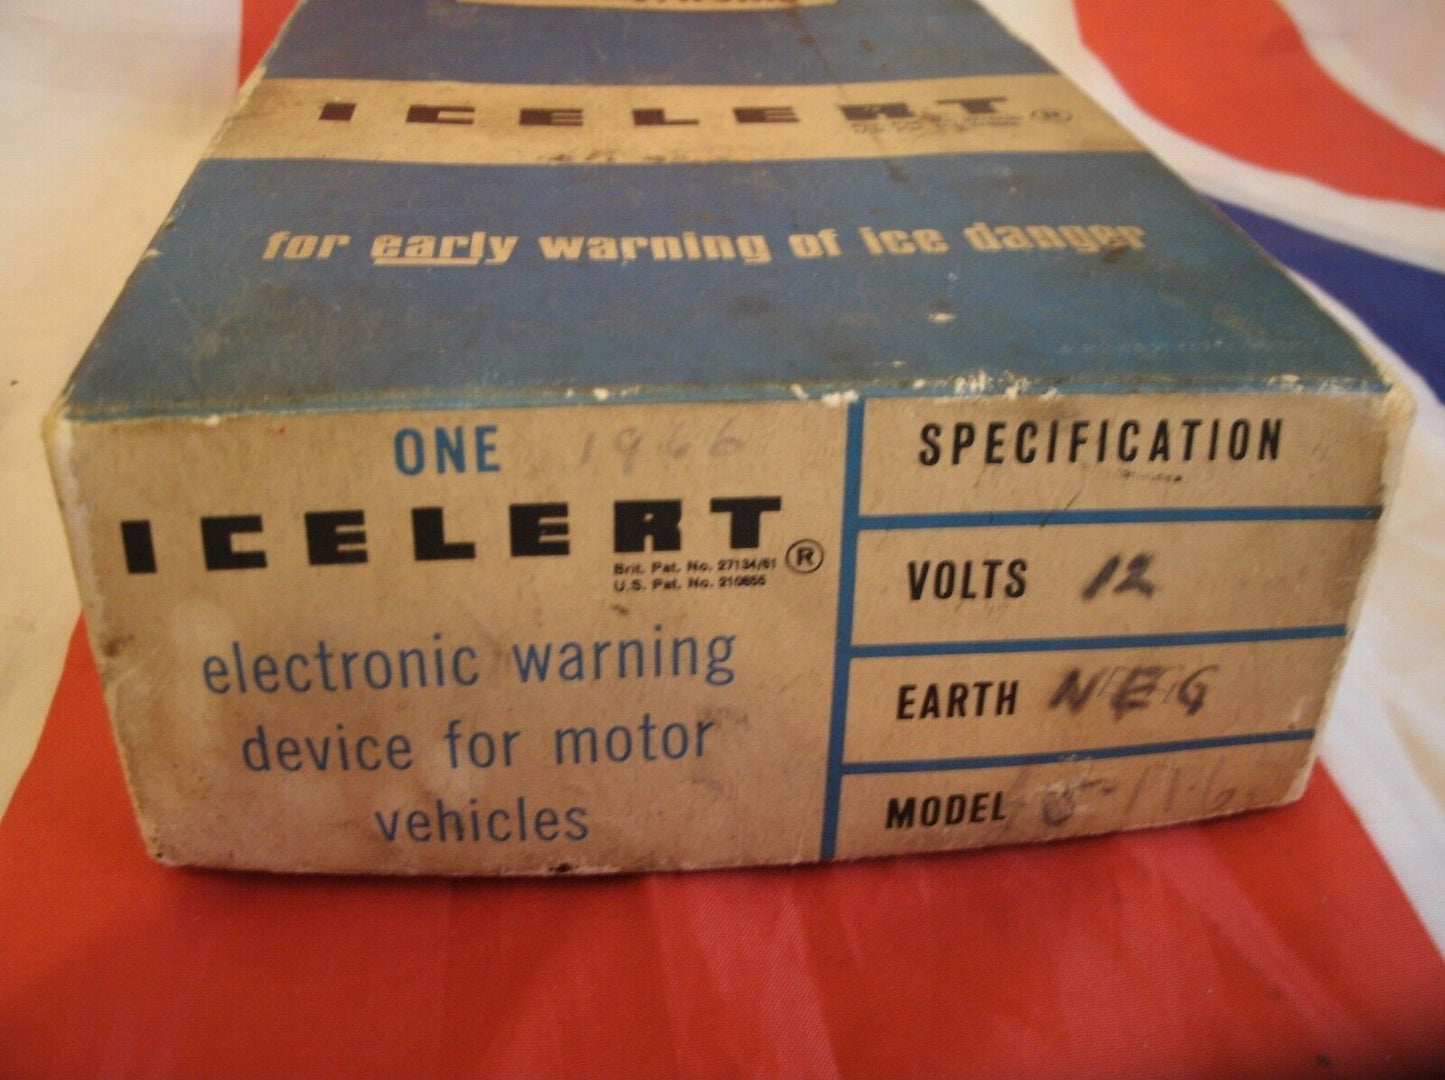 ICELERT ®
for early warning of ice danger
ONE 1966
ICELERT ®
Brit. Pat. No. 27134/61
U.S. Pat. No. 210655
electronic warning
device for motor
vehicles
SPECIFICATION
VOLTS 12
EARTH NEG
MODEL